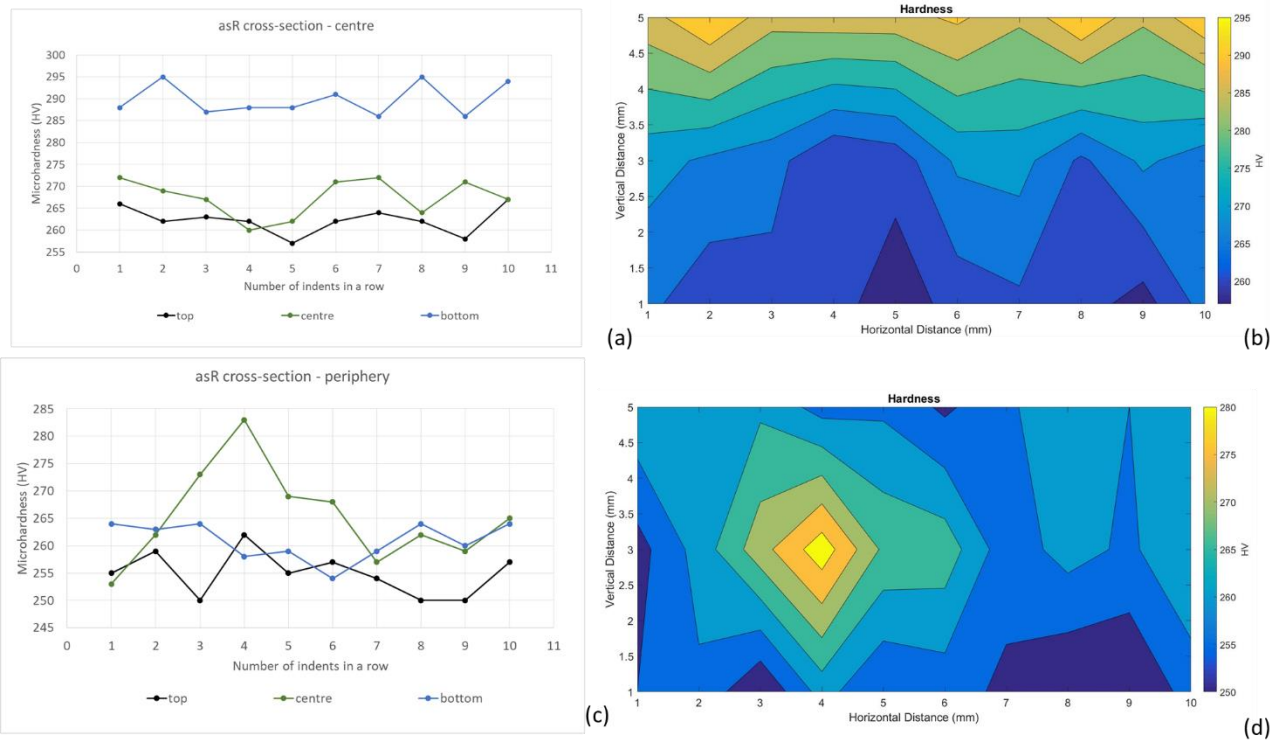 asR cross-section - centre
Microhardness (HV)
300
295
290
285
280
275
270
265
260
255
0 1 2 3 4 5 6 7 8 9 10 11
Number of indents in a row
top centre bottom
(a)
Hardness
Vertical Distance (mm)
5
4.5
4
3.5
3
2.5
2
1.5
1
1 2 3 4 5 6 7 8 9 10
Horizontal Distance (mm)
295
290
285
280
275
270
265
260
HV
(b)
asR cross-section - periphery
Microhardness (HV)
285
280
275
270
265
260
255
250
245
0 1 2 3 4 5 6 7 8 9 10 11
Number of indents in a row
top centre bottom
(c)
Hardness
Vertical Distance (mm)
5
4.5
4
3.5
3
2.5
2
1.5
1
1 2 3 4 5 6 7 8 9 10
Horizontal Distance (mm)
280
275
270
265
260
255
250
HV
(d)